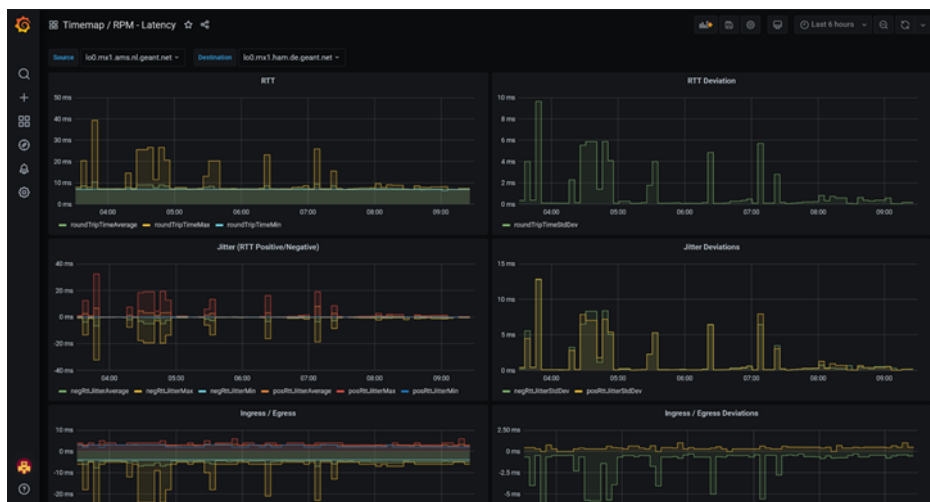 Timemap / RPM - Latency
Last 6 hours
Source lo0.mx1.ams.nl.geant.net Destination lo0.mx1.ham.de.geant.net
RTT
50 ms
40 ms
30 ms
20 ms
10 ms
0 ms
04:00 05:00 06:00 07:00 08:00 09:00
roundTripTimeAverage roundTripTimeMax roundTripTimeMin
RTT Deviation
10 ms
8 ms
6 ms
4 ms
2 ms
0 ms
04:00 05:00 06:00 07:00 08:00 09:00
roundTripTimeStdDev
Jitter (RTT Positive/Negative)
40 ms
20 ms
0 ms
-20 ms
-40 ms
04:00 05:00 06:00 07:00 08:00 09:00
negRttJitterAverage negRttJitterMax negRttJitterMin posRttJitterAverage posRttJitterMax posRttJitterMin
Jitter Deviations
15 ms
10 ms
5 ms
0 ms
04:00 05:00 06:00 07:00 08:00 09:00
negRttJitterStdDev posRttJitterStdDev
Ingress / Egress
10 ms
0 ms
-10 ms
-20 ms
Ingress / Egress Deviations
2.50 ms
0 ms
-2.5 ms
-5 ms